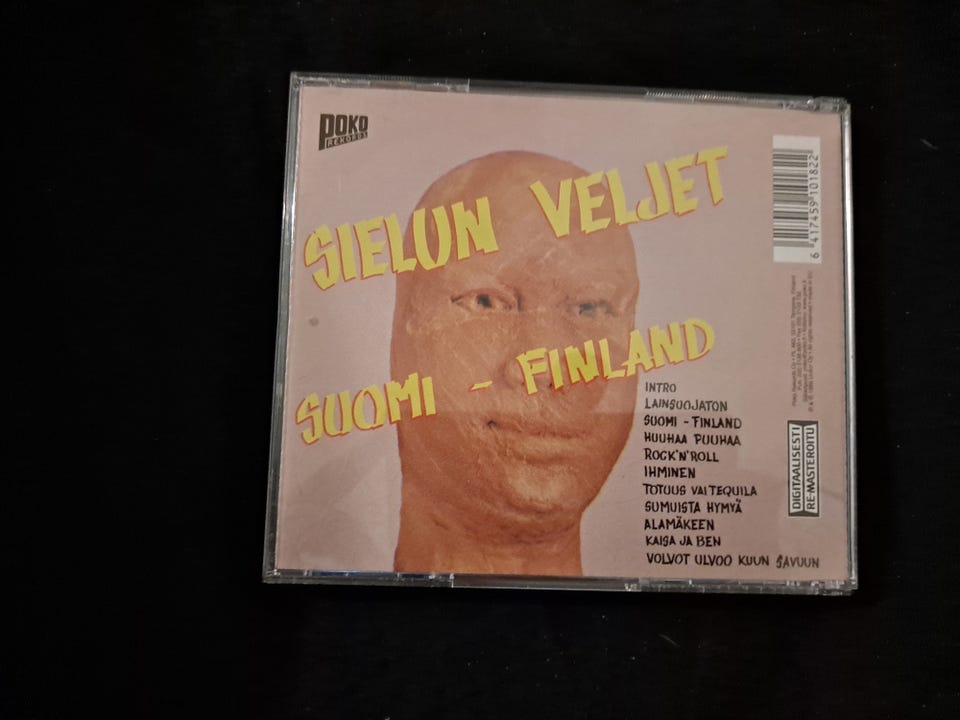 POKO
REKORDS
SIELUN VELJET
SUOMI - FINLAND
INTRO
LAINSUOJATON
SUOMI - FINLAND
HUUHAA PUUHAA
ROCK'N'ROLL
IHMINEN
TOTUUS VAI TEQUILA
SUMUISTA HYMYÄ
ALAMÄKEEN
KAISA JA BEN
VOLVOT ULVOO KUUN SAVUUN
6 417459 101822
DIGITAALISESTI
RE-MASTEROITU